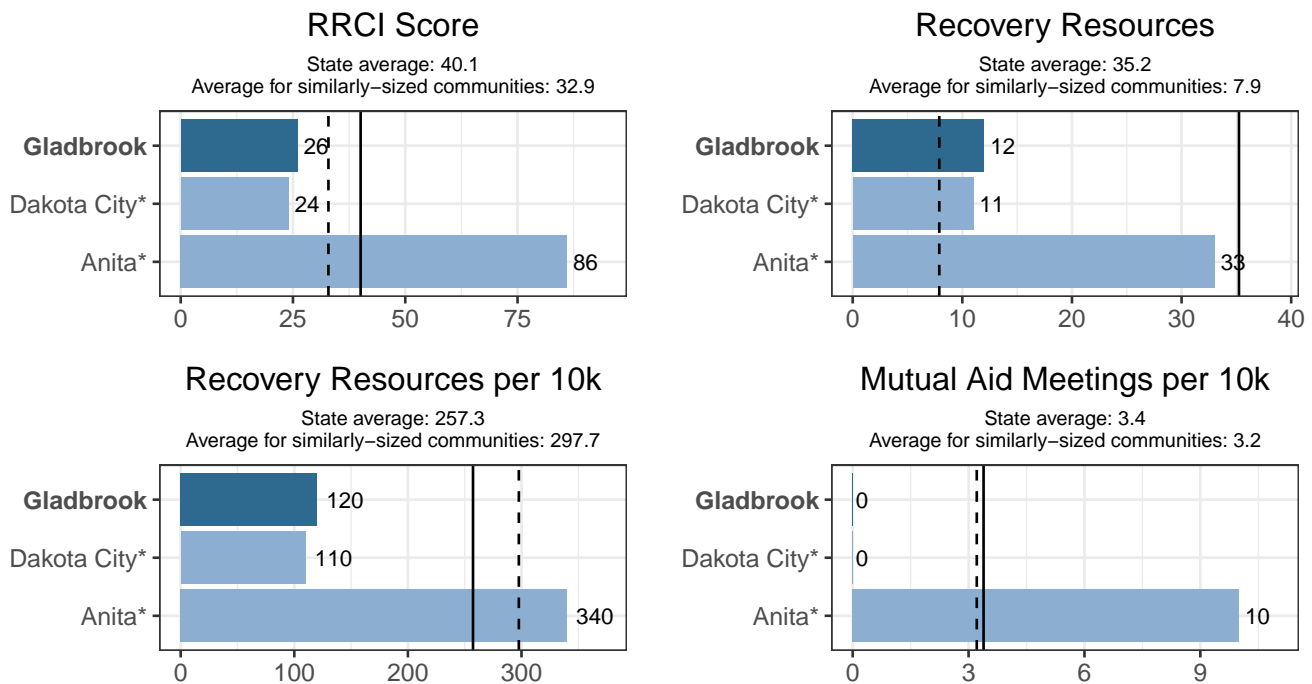 RRCI Score
State average: 40.1
Average for similarly−sized communities: 32.9
Gladbrook
26
Dakota City*
24
Anita*
86
0 25 50 75
Recovery Resources
State average: 35.2
Average for similarly−sized communities: 7.9
Gladbrook
12
Dakota City*
11
Anita*
33
0 10 20 30 40
Recovery Resources per 10k
State average: 257.3
Average for similarly−sized communities: 297.7
Gladbrook
120
Dakota City*
110
Anita*
340
0 100 200 300
Mutual Aid Meetings per 10k
State average: 3.4
Average for similarly−sized communities: 3.2
Gladbrook
0
Dakota City*
0
Anita*
10
0 3 6 9